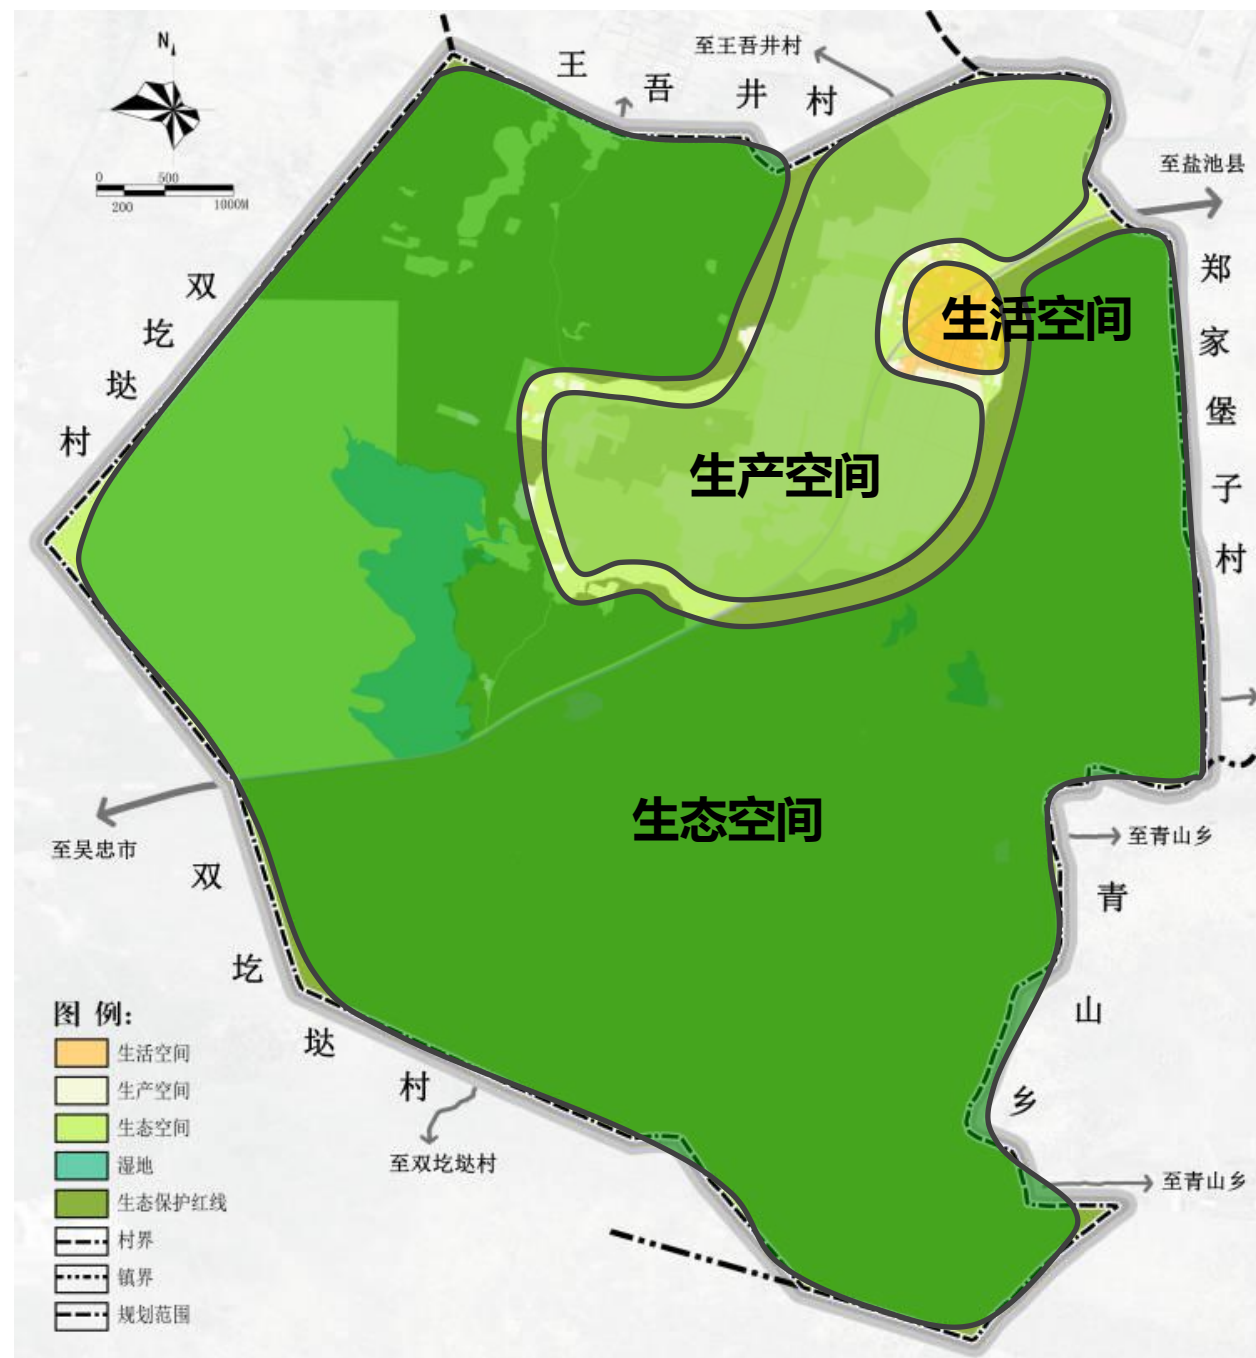 N
0
500
200
1000M
至王吾井村
王吾井村
至盐池县
双圪垯村
郑家堡子村
生活空间
生产空间
生态空间
至吴忠市
至青山乡
双圪垯村
青山乡
至双圪垯村
至青山乡
图 例:
生活空间
生产空间
生态空间
湿地
生态保护红线
村界
镇界
规划范围